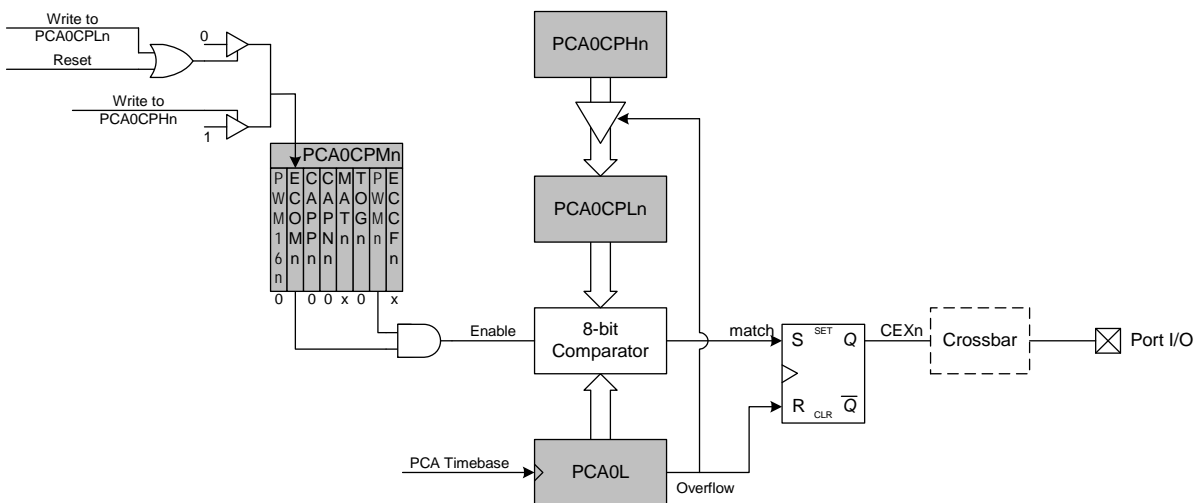 Write to
PCA0CPLn
Reset
0
Write to
PCA0CPHn
1
PCA0CPMn
PWM16n
ECOMn
CAPPn
CAPNn
MATn
TOGn
PWMn
ECCFn
0 0 0 x 0 x
PCA0CPHn
PCA0CPLn
Enable
8-bit
Comparator
match
S SET Q
R CLR Q
CEXn
Crossbar
Port I/O
PCA Timebase
PCA0L
Overflow